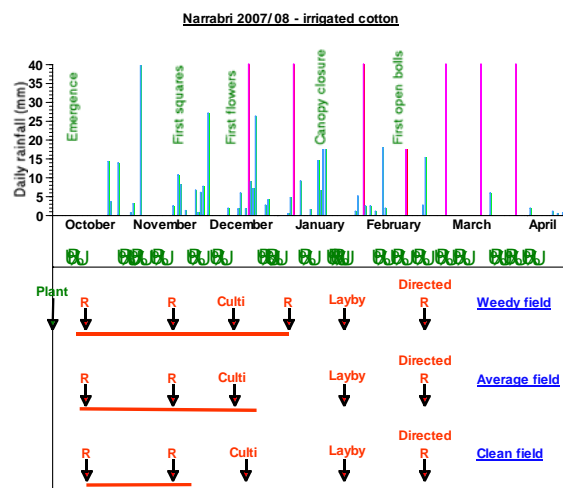 Narrabri 2007/08 - irrigated cotton
Daily rainfall (mm)
40
35
30
25
20
15
10
5
0
Emergence
First squares
First flowers
Canopy closure
First open bolls
October November December January February March April
Plant
R R Culti R Layby Directed R Weedy field
R R Culti Layby Directed R Average field
R R Culti Layby Directed R Clean field